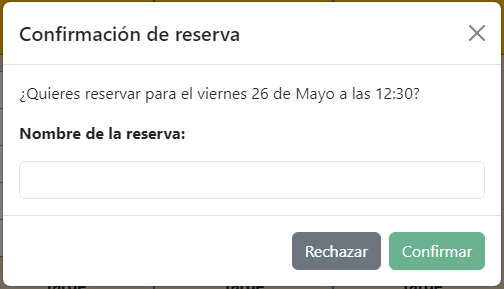 Confirmación de reserva
¿Quieres reservar para el viernes 26 de Mayo a las 12:30?
Nombre de la reserva:
Rechazar Confirmar